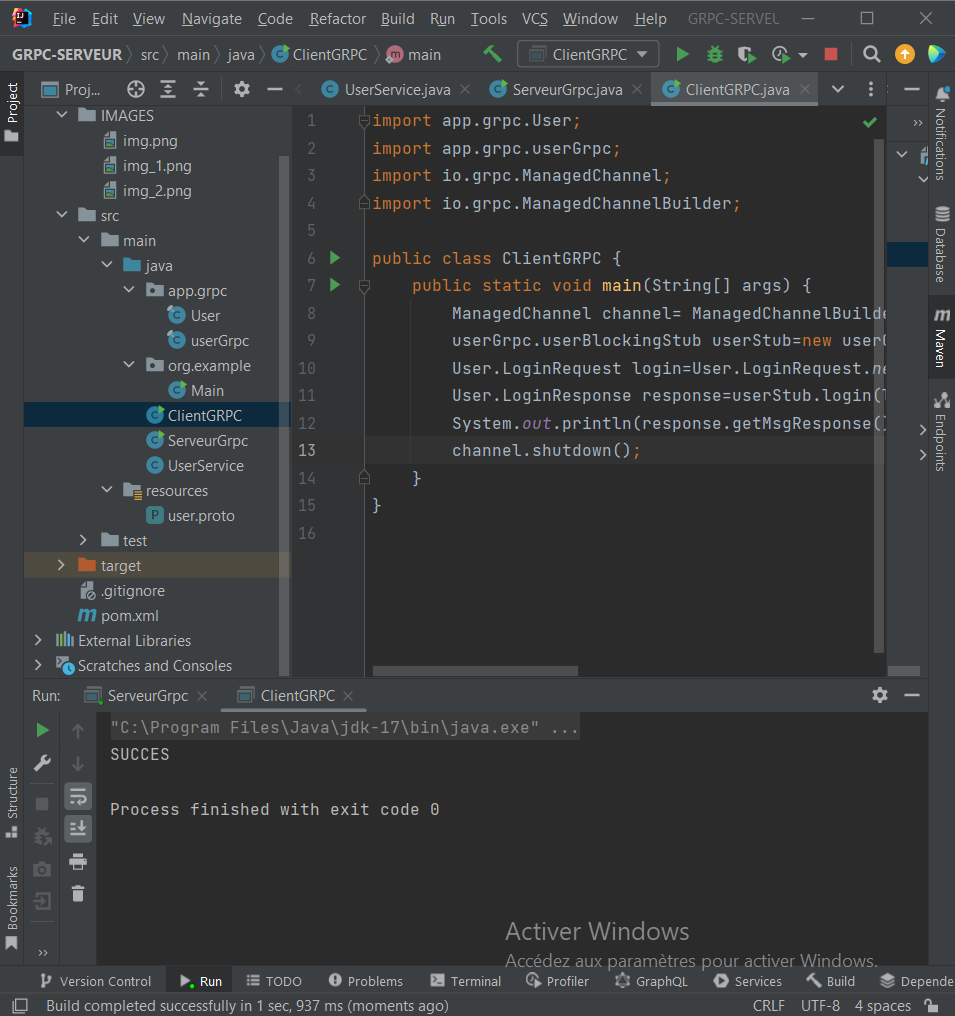 File Edit View Navigate Code Refactor Build Run Tools VCS Window Help GRPC-SERVEU
GRPC-SERVEUR src main java ClientGRPC main ClientGRPC
Project
Proj... UserService.java ServeurGrpc.java ClientGRPC.java
IMAGES
img.png
img_1.png
img_2.png
src
main
java
app.grpc
User
userGrpc
org.example
Main
ClientGRPC
ServeurGrpc
UserService
resources
user.proto
test
target
.gitignore
pom.xml
External Libraries
Scratches and Consoles
1 import app.grpc.User;
2 import app.grpc.userGrpc;
3 import io.grpc.ManagedChannel;
4 import io.grpc.ManagedChannelBuilder;
5
6 public class ClientGRPC {
7 public static void main(String[] args) {
8 ManagedChannel channel= ManagedChannelBuilde
9 userGrpc.userBlockingStub userStub=new user
10 User.LoginRequest login=User.LoginRequest.ne
11 User.LoginResponse response=userStub.login(
12 System.out.println(response.getMsgResponse()
13 channel.shutdown();
14 }
15 }
16
Notifications
Database
Maven
Endpoints
Run: ServeurGrpc ClientGRPC
"C:\Program Files\Java\jdk-17\bin\java.exe" ...
SUCCES
Process finished with exit code 0
Structure
Bookmarks
Activer Windows
Accédez aux paramètres pour activer Windows.
Version Control Run TODO Problems Terminal Profiler GraphQL Services Build Depende
Build completed successfully in 1 sec, 937 ms (moments ago) CRLF UTF-8 4 spaces